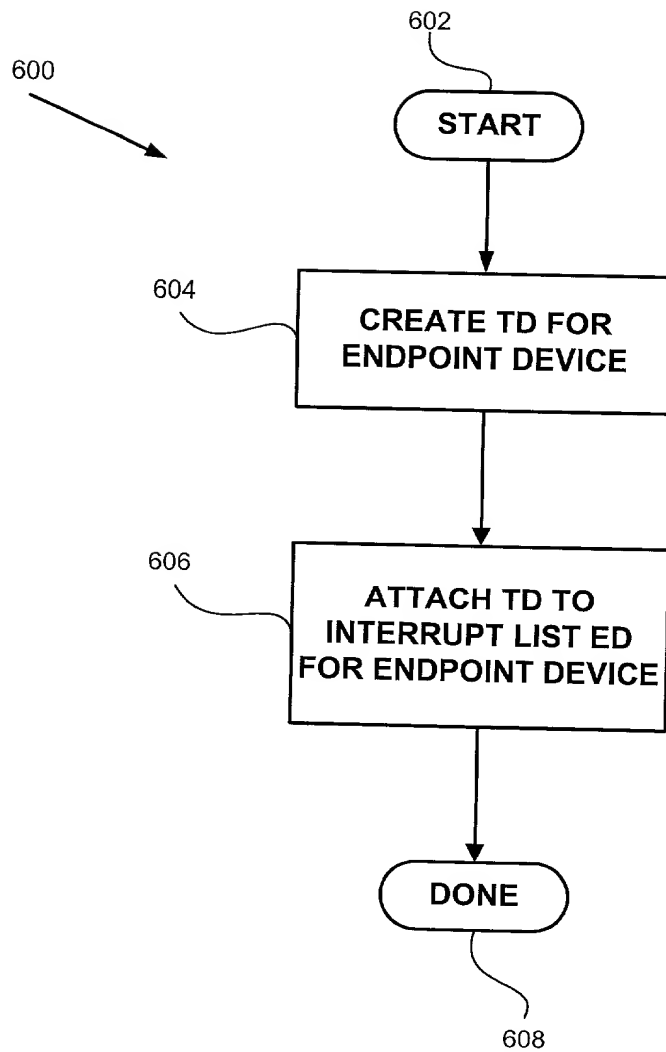 602
600
START
604
CREATE TD FOR
ENDPOINT DEVICE
606
ATTACH TD TO
INTERRUPT LIST ED
FOR ENDPOINT DEVICE
DONE
608